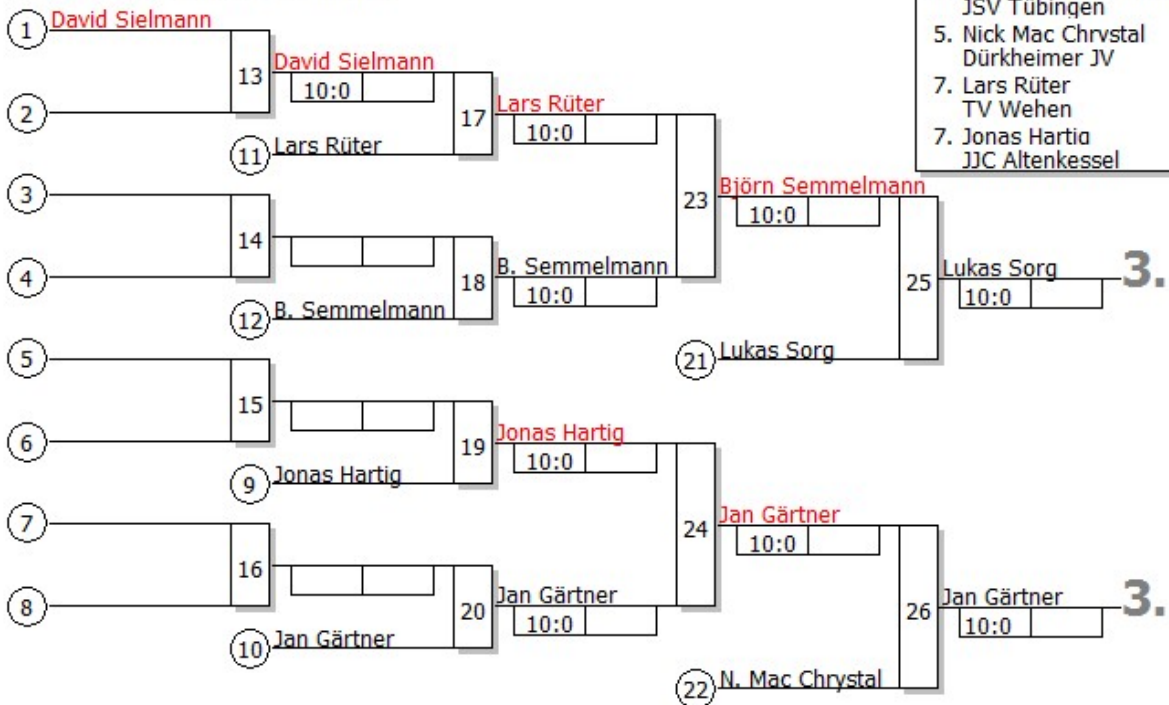 JSV Tübingen
5. Nick Mac Chrystal
Dürkheimer JV
7. Lars Rüter
TV Wehen
7. Jonas Hartig
JJC Altenkessel
1 David Sielmann
13
David Sielmann
10:0
2
17
Lars Rüter
10:0
11 Lars Rüter
3
23
Björn Semmelmann
10:0
14
4
18
B. Semmelmann
10:0
12 B. Semmelmann
25
Lukas Sorg
10:0
3.
5
21 Lukas Sorg
15
6
19
Jonas Hartig
10:0
9 Jonas Hartig
7
24
Jan Gärtner
10:0
16
8
20
Jan Gärtner
10:0
10 Jan Gärtner
26
Jan Gärtner
10:0
3.
22 N. Mac Chrystal